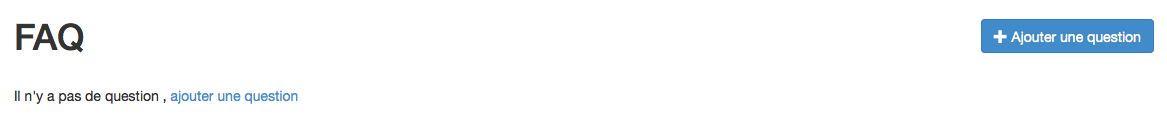 FAQ
Ajouter une question
Il n'y a pas de question , ajouter une question